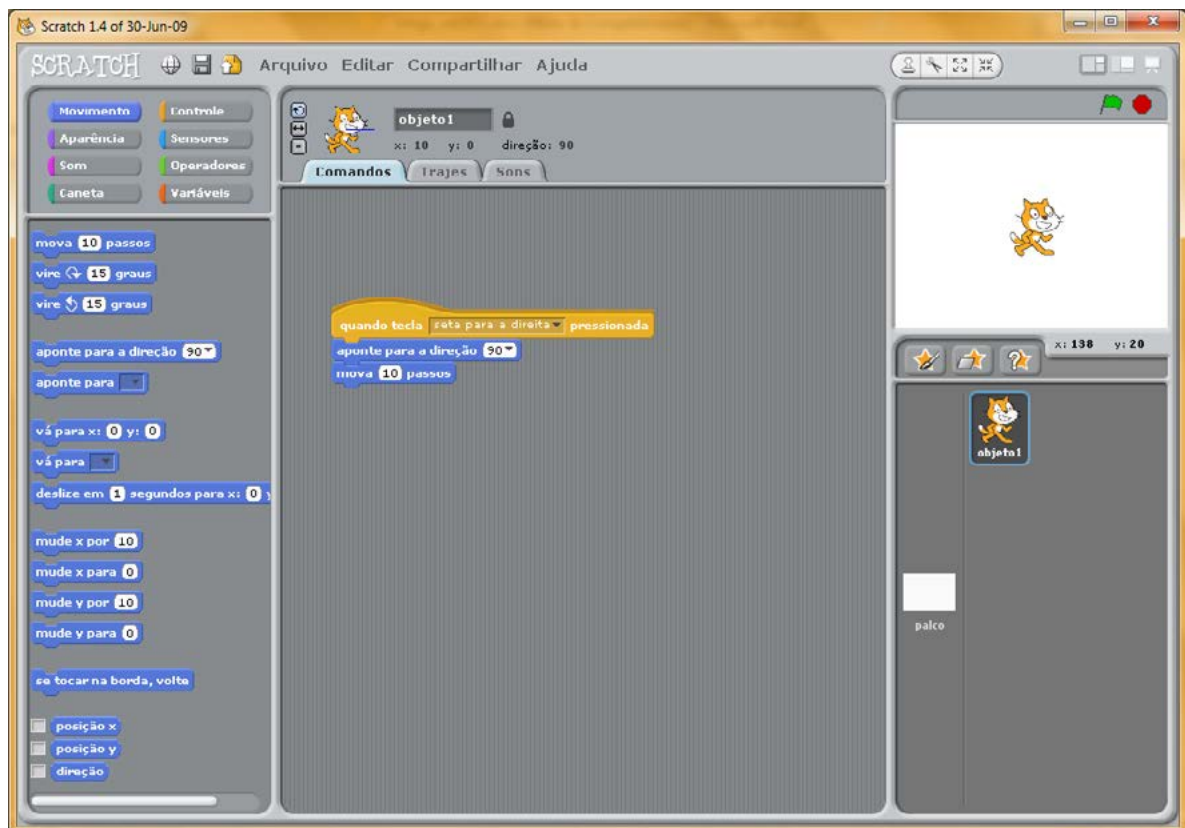 Scratch 1.4 of 30-Jun-09
SCRATCH Arquivo Editar Compartilhar Ajuda
Movimento Controle
Aparência Sensores
Som Operadores
Caneta Variáveis
objeto1
x: 10 y: 0 direção: 90
Comandos Trajes Sons
mova 10 passos
vire 15 graus
vire 15 graus
aponte para a direção 90
aponte para
vá para x: 0 y: 0
vá para
deslize em 1 segundos para x: 0 y
mude x por 10
mude x para 0
mude y por 10
mude y para 0
se tocar na borda, volte
posição x
posição y
direção
quando tecla seta para a direita pressionada
aponte para a direção 90
mova 10 passos
x: 138 y: 20
objeto1
palco